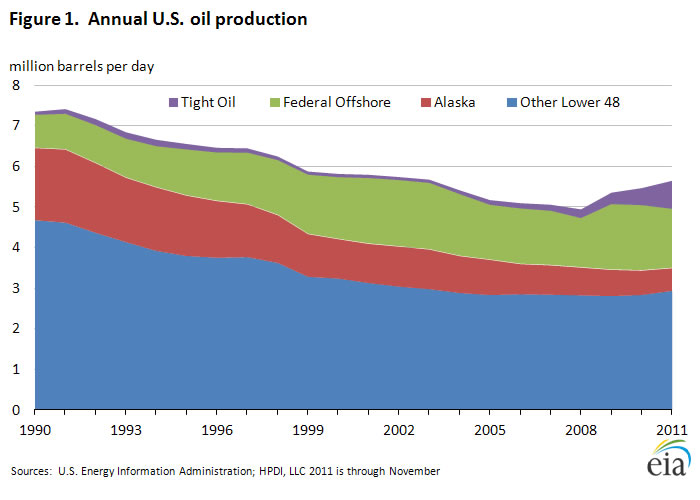 Figure 1.  Annual U.S. oil production
million barrels per day
8
Tight Oil Federal Offshore Alaska Other Lower 48
7
6
5
4
3
2
1
0
1990 1993 1996 1999 2002 2005 2008 2011
Sources:  U.S. Energy Information Administration; HPDI, LLC 2011 is through November
eia